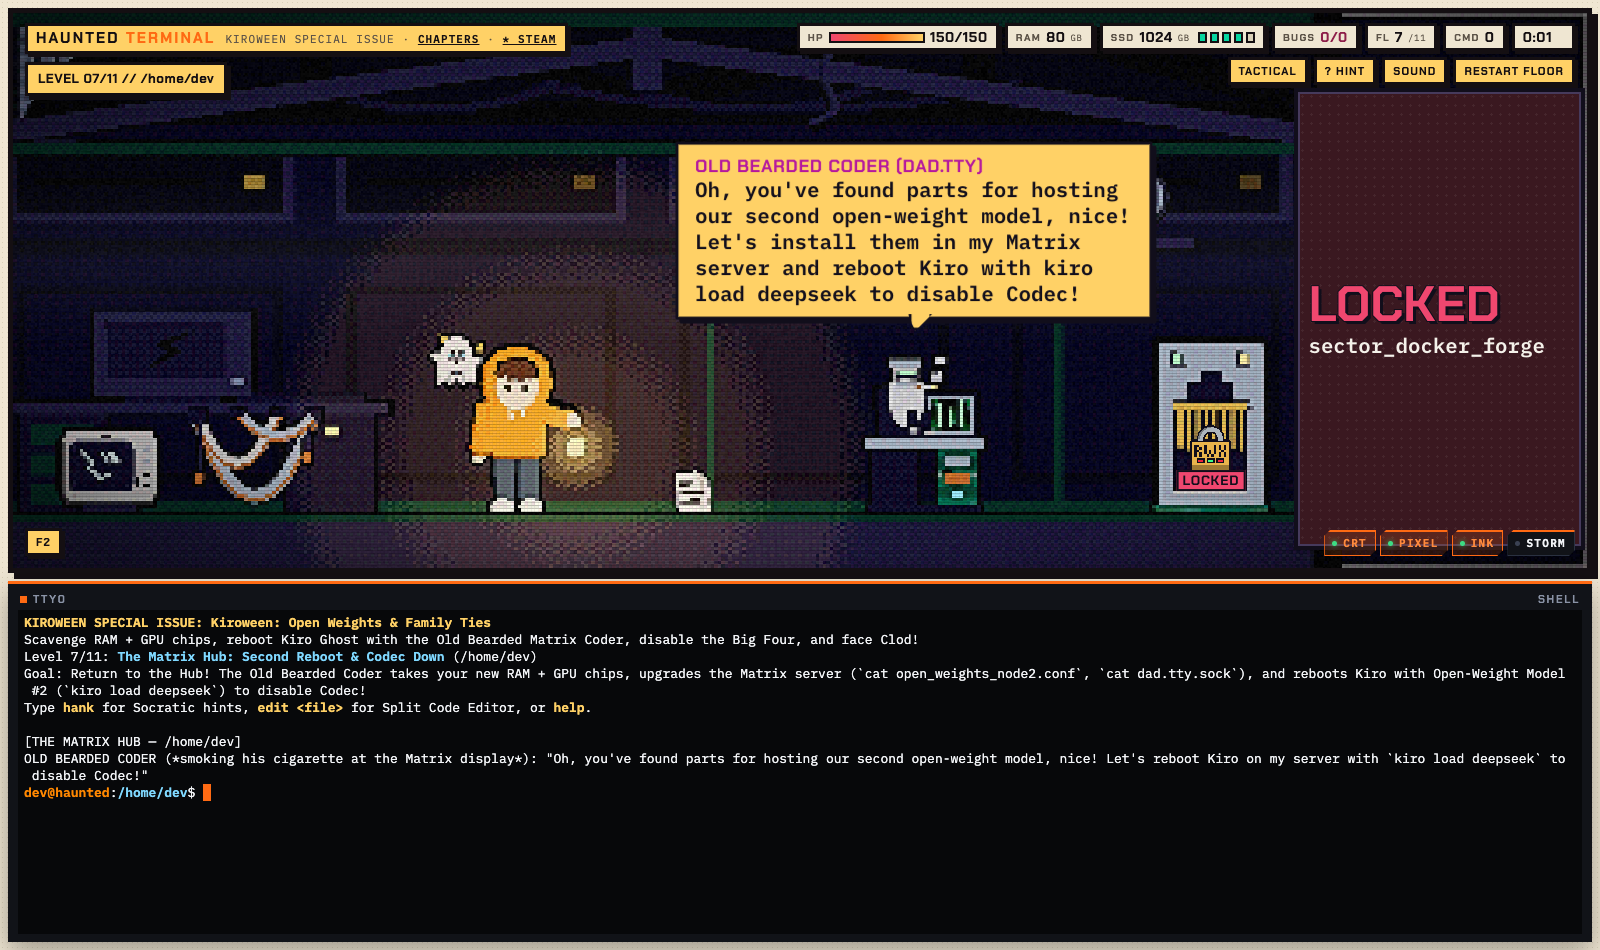 HAUNTED TERMINAL KIROWEEN SPECIAL ISSUE · CHAPTERS · * STEAM
HP 150/150 RAM 80 GB SSD 1024 GB BUGS 0/0 FL 7 /11 CMD 0 0:01
LEVEL 07/11 // /home/dev
TACTICAL ? HINT SOUND RESTART FLOOR
OLD BEARDED CODER (DAD.TTY)
Oh, you've found parts for hosting
our second open-weight model, nice!
Let's install them in my Matrix
server and reboot Kiro with kiro
load deepseek to disable Codec!
LOCKED
sector_docker_forge
RWX
LOCKED
F2
CRT PIXEL INK STORM
TTY0 SHELL
KIROWEEN SPECIAL ISSUE: Kiroween: Open Weights & Family Ties
Scavenge RAM + GPU chips, reboot Kiro Ghost with the Old Bearded Matrix Coder, disable the Big Four, and face Clod!
Level 7/11: The Matrix Hub: Second Reboot & Codec Down (/home/dev)
Goal: Return to the Hub! The Old Bearded Coder takes your new RAM + GPU chips, upgrades the Matrix server (`cat open_weights_node2.conf`, `cat dad.tty.sock`), and reboots Kiro with Open-Weight Model
#2 (`kiro load deepseek`) to disable Codec!
Type hank for Socratic hints, edit <file> for Split Code Editor, or help.
[THE MATRIX HUB — /home/dev]
OLD BEARDED CODER (*smoking his cigarette at the Matrix display*): "Oh, you've found parts for hosting our second open-weight model, nice! Let's reboot Kiro on my server with `kiro load deepseek` to
disable Codec!"
dev@haunted:/home/dev$